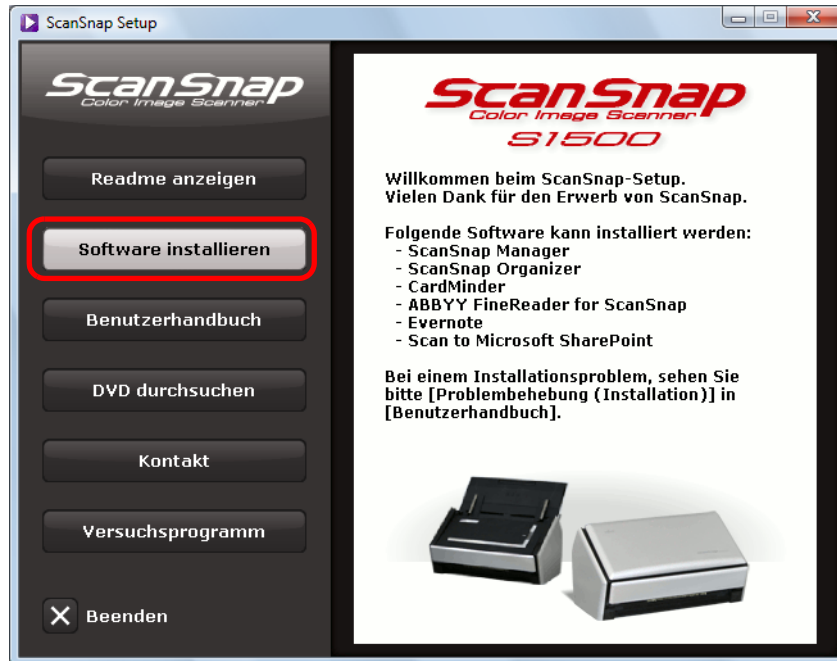 ScanSnap Setup
ScanSnap
Color Image Scanner
Readme anzeigen
Software installieren
Benutzerhandbuch
DVD durchsuchen
Kontakt
Versuchsprogramm
Beenden
ScanSnap
Color Image Scanner
S1500
Willkommen beim ScanSnap-Setup.
Vielen Dank für den Erwerb von ScanSnap.
Folgende Software kann installiert werden:
- ScanSnap Manager
- ScanSnap Organizer
- CardMinder
- ABBYY FineReader for ScanSnap
- Evernote
- Scan to Microsoft SharePoint
Bei einem Installationsproblem, sehen Sie
bitte [Problembehebung (Installation)] in
[Benutzerhandbuch].